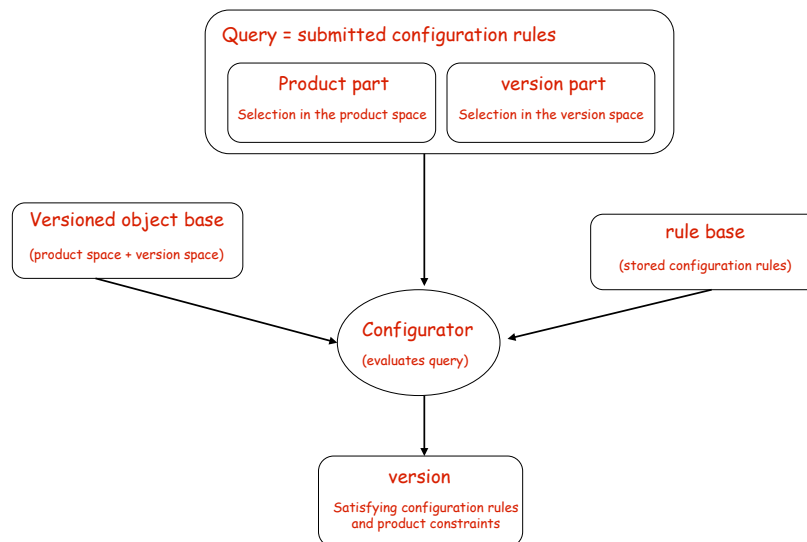 Query = submitted configuration rules
Product part
Selection in the product space
version part
Selection in the version space
Versioned object base
(product space + version space)
rule base
(stored configuration rules)
Configurator
(evaluates query)
version
Satisfying configuration rules
and product constraints